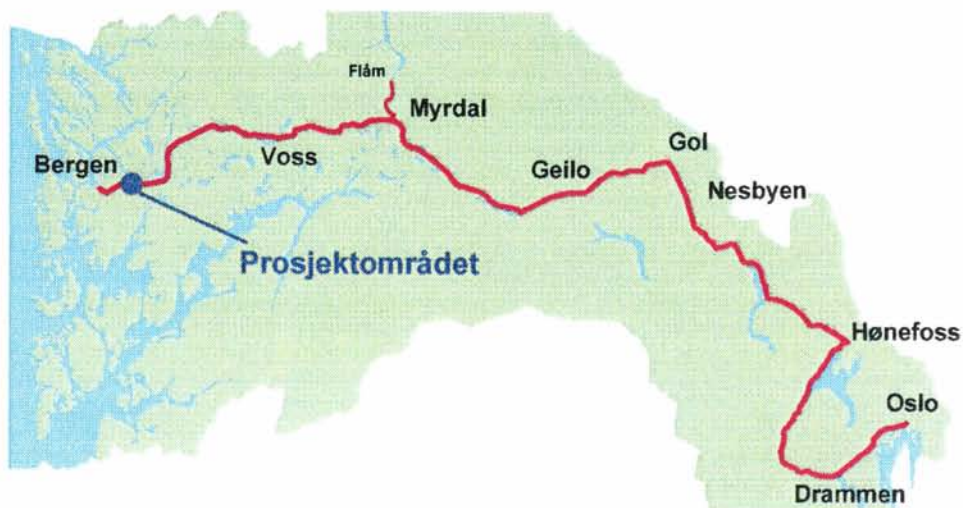 Flåm
Myrdal
Gol
Voss
Bergen
Geilo
Nesbyen
Prosjektområdet
Hønefoss
Oslo
Drammen